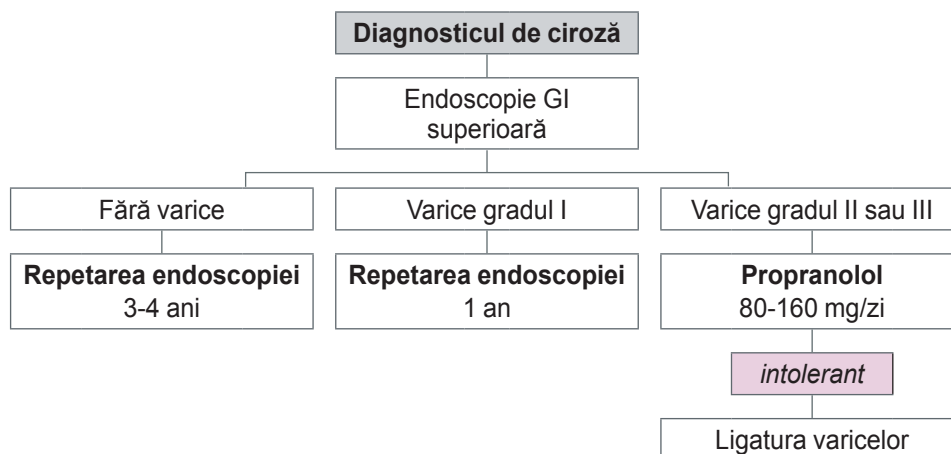 Diagnosticul de ciroză
Endoscopie GI
superioară
Fără varice
Varice gradul I
Varice gradul II sau III
Repetarea endoscopiei
3-4 ani
Repetarea endoscopiei
1 an
Propranolol
80-160 mg/zi
intolerant
Ligatura varicelor